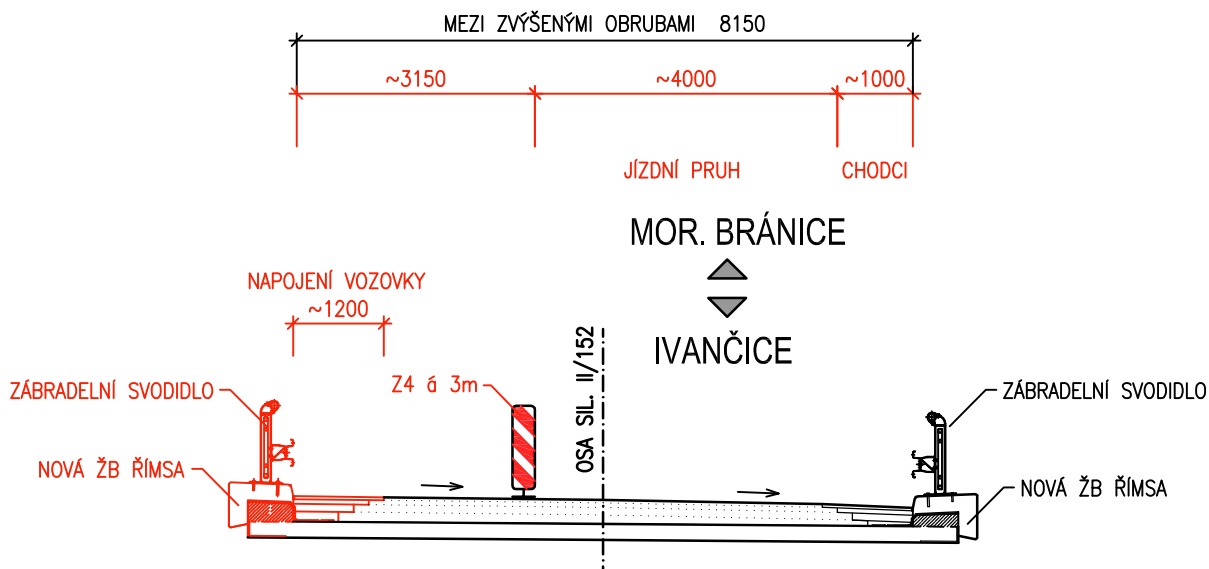 MEZI ZVÝŠENÝMI OBRUBAMI 8150
~3150 ~4000 ~1000
JÍZDNÍ PRUH CHODCI
MOR. BRÁNICE
NAPOJENÍ VOZOVKY
~1200
IVANČICE
OSA SIL. II/152
ZÁBRADELNÍ SVODIDLO Z4 á 3m ZÁBRADELNÍ SVODIDLO
NOVÁ ŽB ŘÍMSA NOVÁ ŽB ŘÍMSA